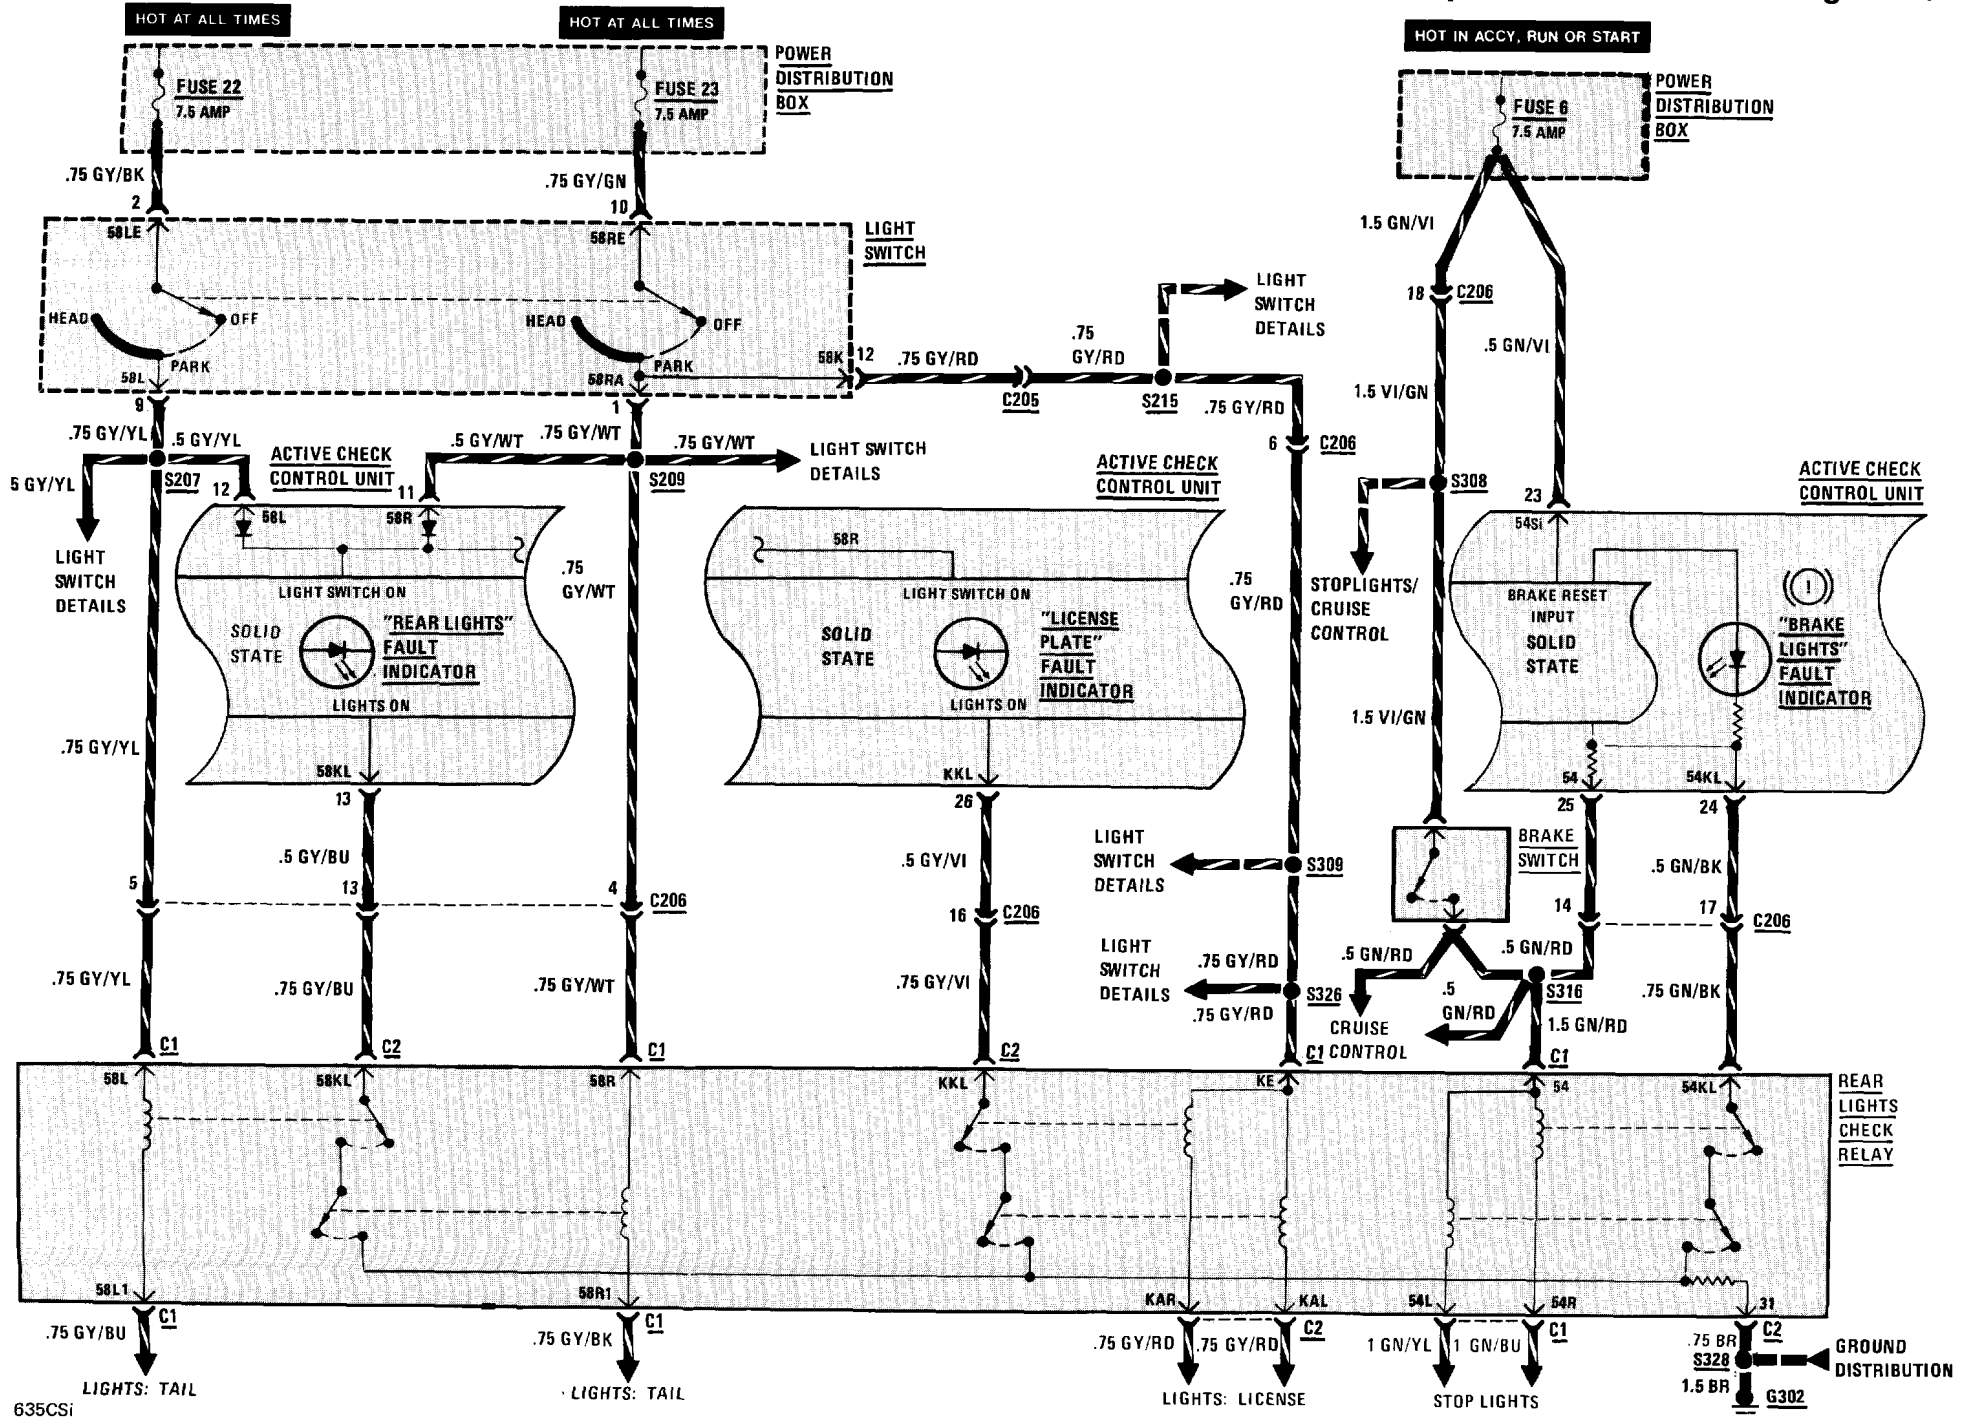 HOT AT ALL TIMES
HOT AT ALL TIMES
HOT IN ACCY, RUN OR START
FUSE 22
7.5 AMP
FUSE 23
7.5 AMP
POWER
DISTRIBUTION
BOX
FUSE 6
7.5 AMP
POWER
DISTRIBUTION
BOX
.75 GY/BK
2
.75 GY/GN
10
58LE
58RE
LIGHT
SWITCH
HEAD
OFF
PARK
58L
HEAD
OFF
PARK
58RA
58K
12
.75 GY/RD
C205
.75
GY/RD
S215
LIGHT
SWITCH
DETAILS
.75 GY/RD
6
C206
1.5 GN/VI
18
C206
.5 GN/VI
1.5 VI/GN
9
.75 GY/YL
.5 GY/YL
5 GY/YL
S207
12
LIGHT
SWITCH
DETAILS
ACTIVE CHECK
CONTROL UNIT
.5 GY/WT
11
1
.75 GY/WT
.75 GY/WT
S209
LIGHT SWITCH
DETAILS
ACTIVE CHECK
CONTROL UNIT
S308
STOPLIGHTS/
CRUISE
CONTROL
23
ACTIVE CHECK
CONTROL UNIT
58L
58R
LIGHT SWITCH ON
SOLID
STATE
"REAR LIGHTS"
FAULT
INDICATOR
LIGHTS ON
58KL
13
.75
GY/WT
58R
LIGHT SWITCH ON
SOLID
STATE
"LICENSE
PLATE"
FAULT
INDICATOR
LIGHTS ON
KKL
26
.75
GY/RD
54Si
BRAKE RESET
INPUT
SOLID
STATE
!
"BRAKE
LIGHTS"
FAULT
INDICATOR
54
25
54KL
24
.75 GY/YL
1.5 VI/GN
BRAKE
SWITCH
.5 GY/BU
.5 GY/VI
LIGHT
SWITCH
DETAILS
S309
.5 GN/BK
5
13
4
C206
16
C206
14
17
C206
.75 GY/YL
.75 GY/BU
.75 GY/WT
.75 GY/VI
LIGHT
SWITCH
DETAILS
.75 GY/RD
S326
.75 GY/RD
.5 GN/RD
CRUISE
CONTROL
.5
GN/RD
.5 GN/RD
S316
1.5 GN/RD
.75 GN/BK
C1
C2
C1
C2
C1
C1
58L
58KL
58R
KKL
KE
54
54KL
REAR
LIGHTS
CHECK
RELAY
58L1
58R1
KAR
KAL
54L
54R
31
C1
C1
C2
C1
C2
.75 GY/BU
LIGHTS: TAIL
.75 GY/BK
LIGHTS: TAIL
.75 GY/RD
.75 GY/RD
LIGHTS: LICENSE
1 GN/YL
1 GN/BU
STOP LIGHTS
.75 BR
S328
1.5 BR
G302
GROUND
DISTRIBUTION
635CSi